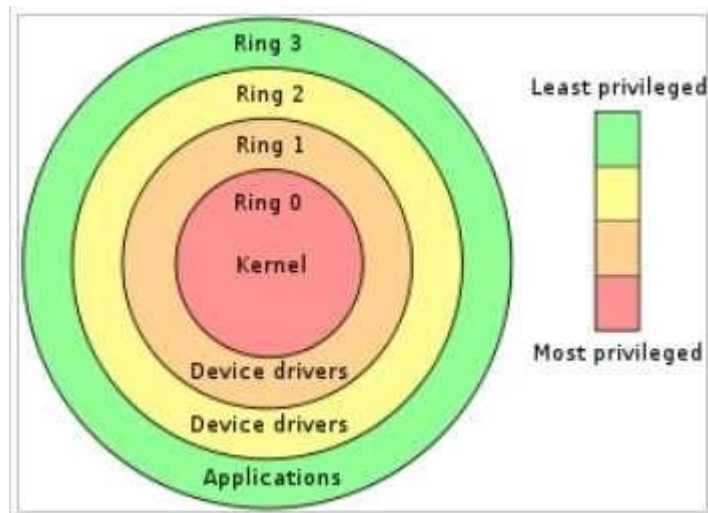 Ring 3
Ring 2
Ring 1
Ring 0
Kernel
Device drivers
Device drivers
Applications
Least privileged
Most privileged